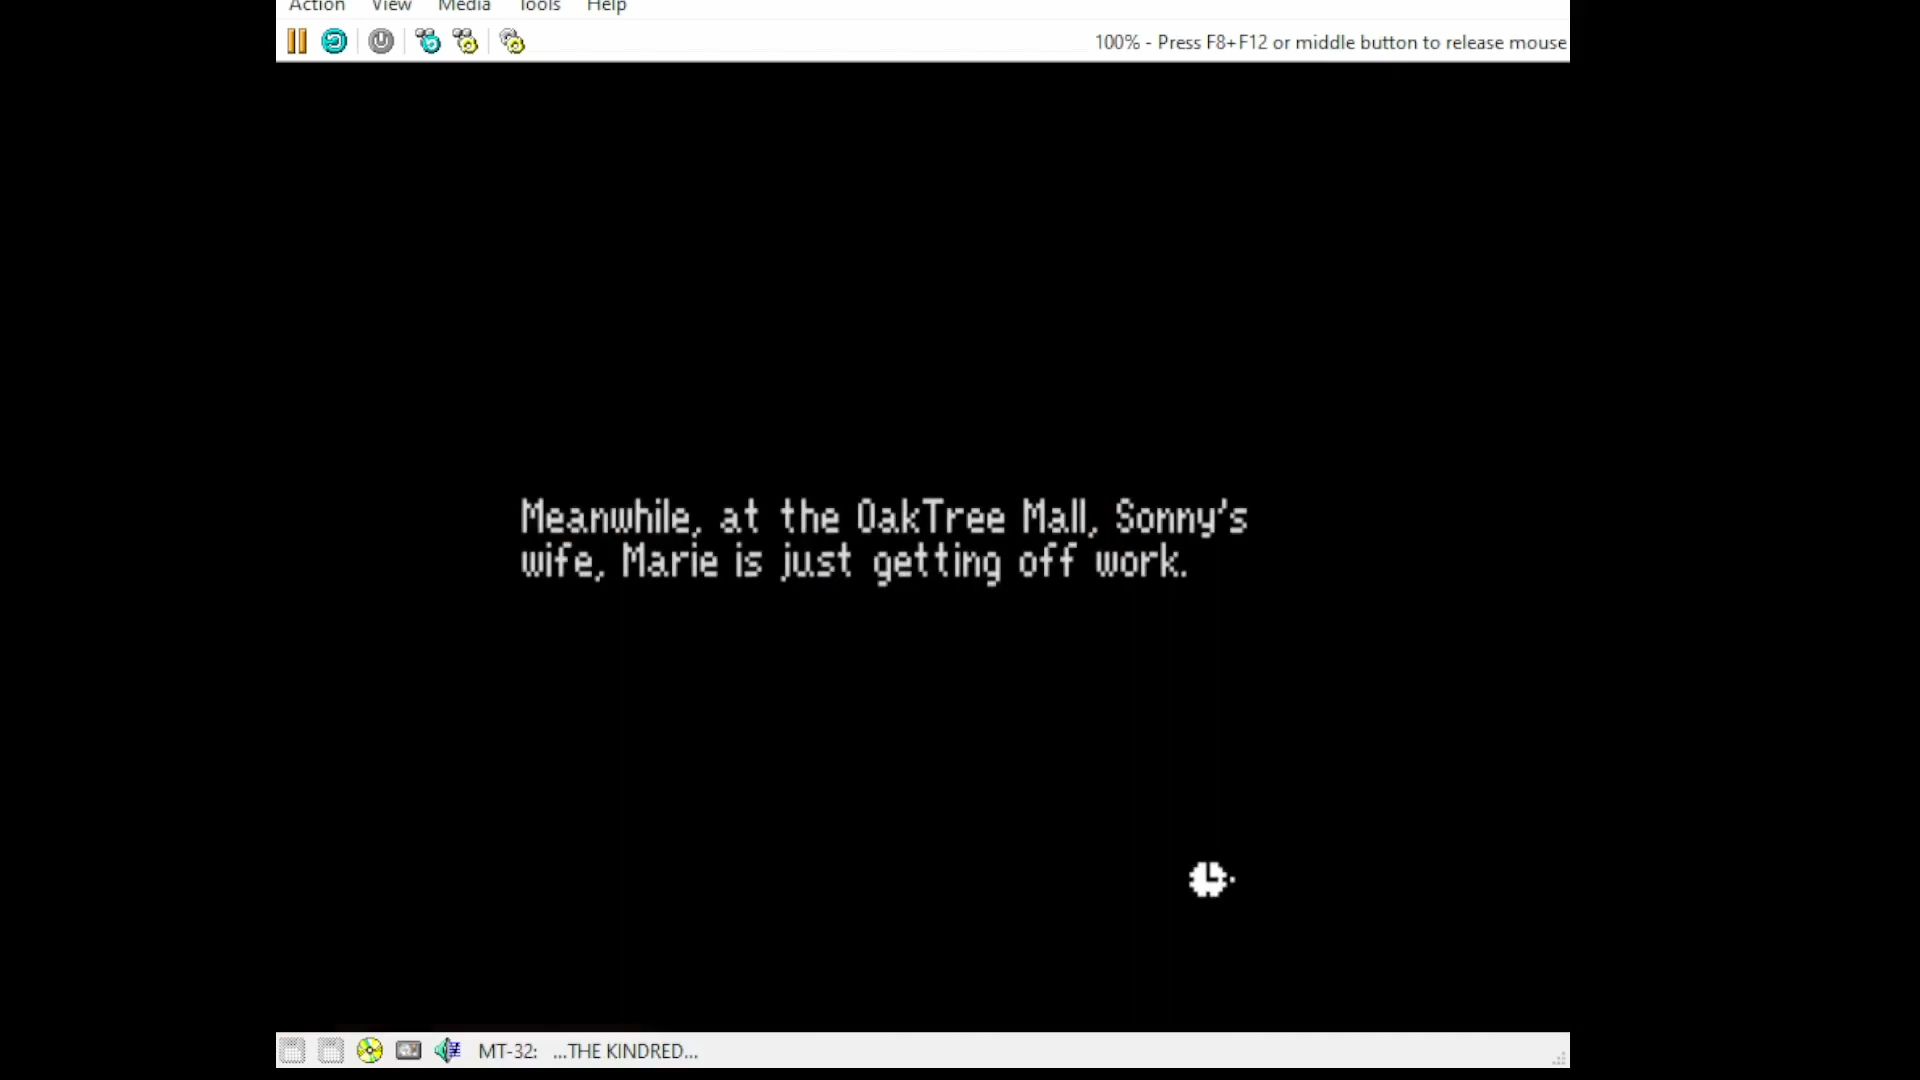 Action View Media Tools Help
100% - Press F8+F12 or middle button to release mouse
Meanwhile, at the OakTree Mall, Sonny's
wife, Marie is just getting off work.
MT-32: ...THE KINDRED...